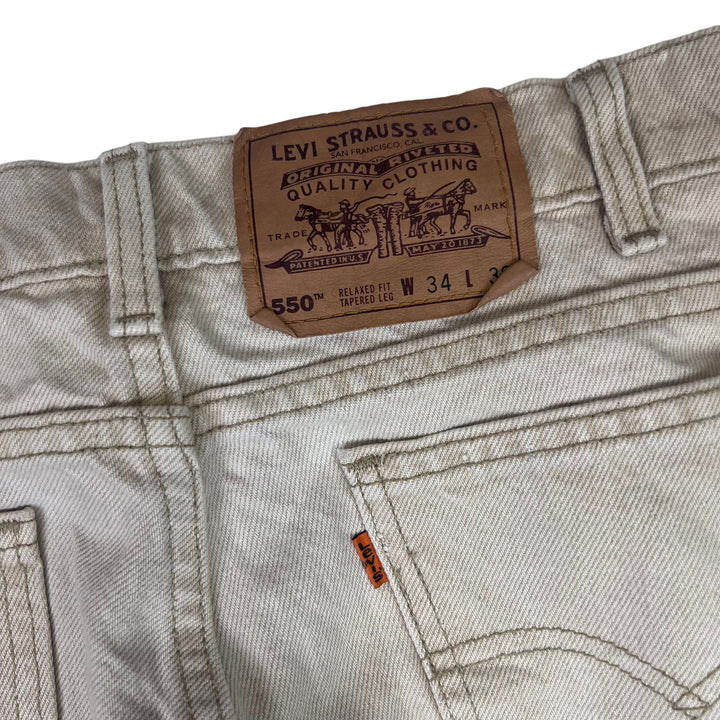 LEVI STRAUSS & CO.
SAN FRANCISCO, CAL.
ORIGINAL RIVETED
QUALITY CLOTHING
TRADE MARK
PATENTED IN U.S. MAY 20 1873
550™ RELAXED FIT W 34 L
TAPERED LEG
LEVI'S